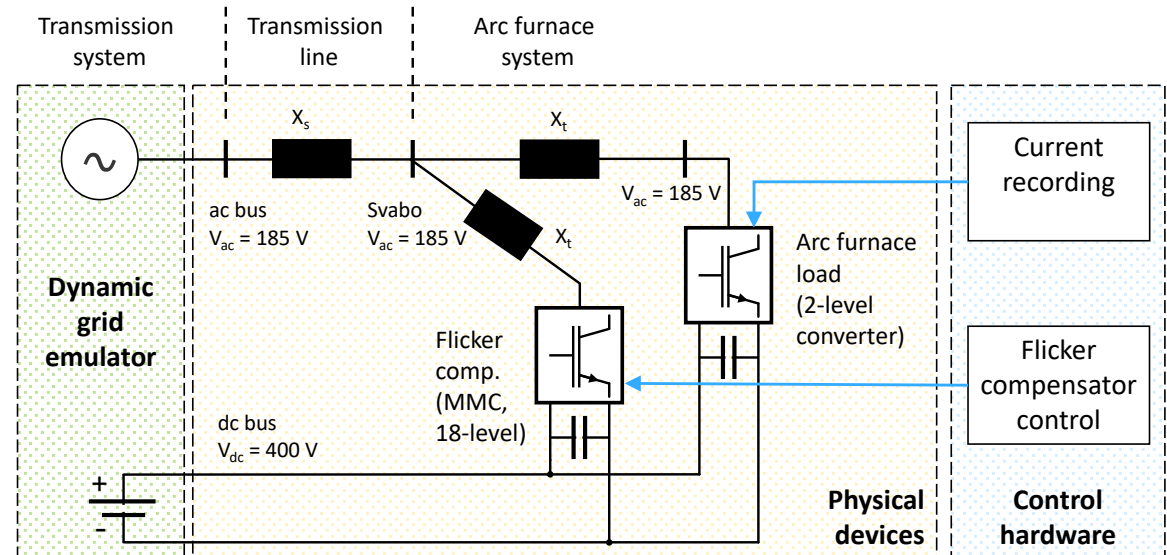 Transmission
system
Transmission
line
Arc furnace
system
Xs
Xt
ac bus
Vac = 185 V
Svabo
Vac = 185 V
Xt
Vac = 185 V
Current
recording
Dynamic
grid
emulator
Arc furnace
load
(2-level
converter)
Flicker
comp.
(MMC,
18-level)
Flicker
compensator
control
dc bus
Vdc = 400 V
+
-
Physical
devices
Control
hardware